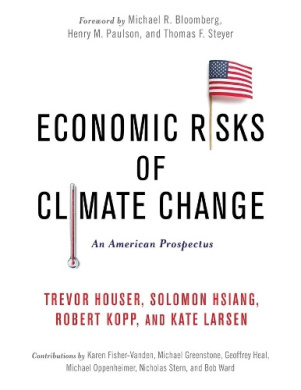 Foreword by Michael R. Bloomberg,
Henry M. Paulson, and Thomas F. Steyer
ECONOMIC RISKS
OF
CLIMATE CHANGE
An American Prospectus
TREVOR HOUSER, SOLOMON HSIANG,
ROBERT KOPP, AND KATE LARSEN
Contributions by Karen Fisher-Vanden, Michael Greenstone, Geoffrey Heal,
Michael Oppenheimer, Nicholas Stern, and Bob Ward